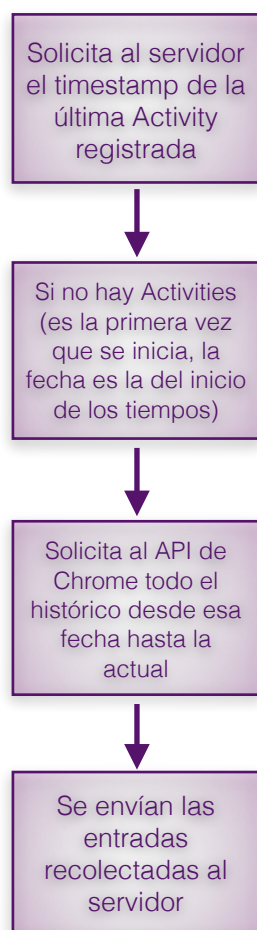 Solicita al servidor
el timestamp de la
última Activity
registrada
Si no hay Activities
(es la primera vez
que se inicia, la
fecha es la del inicio
de los tiempos)
Solicita al API de
Chrome todo el
histórico desde esa
fecha hasta la
actual
Se envían las
entradas
recolectadas al
servidor